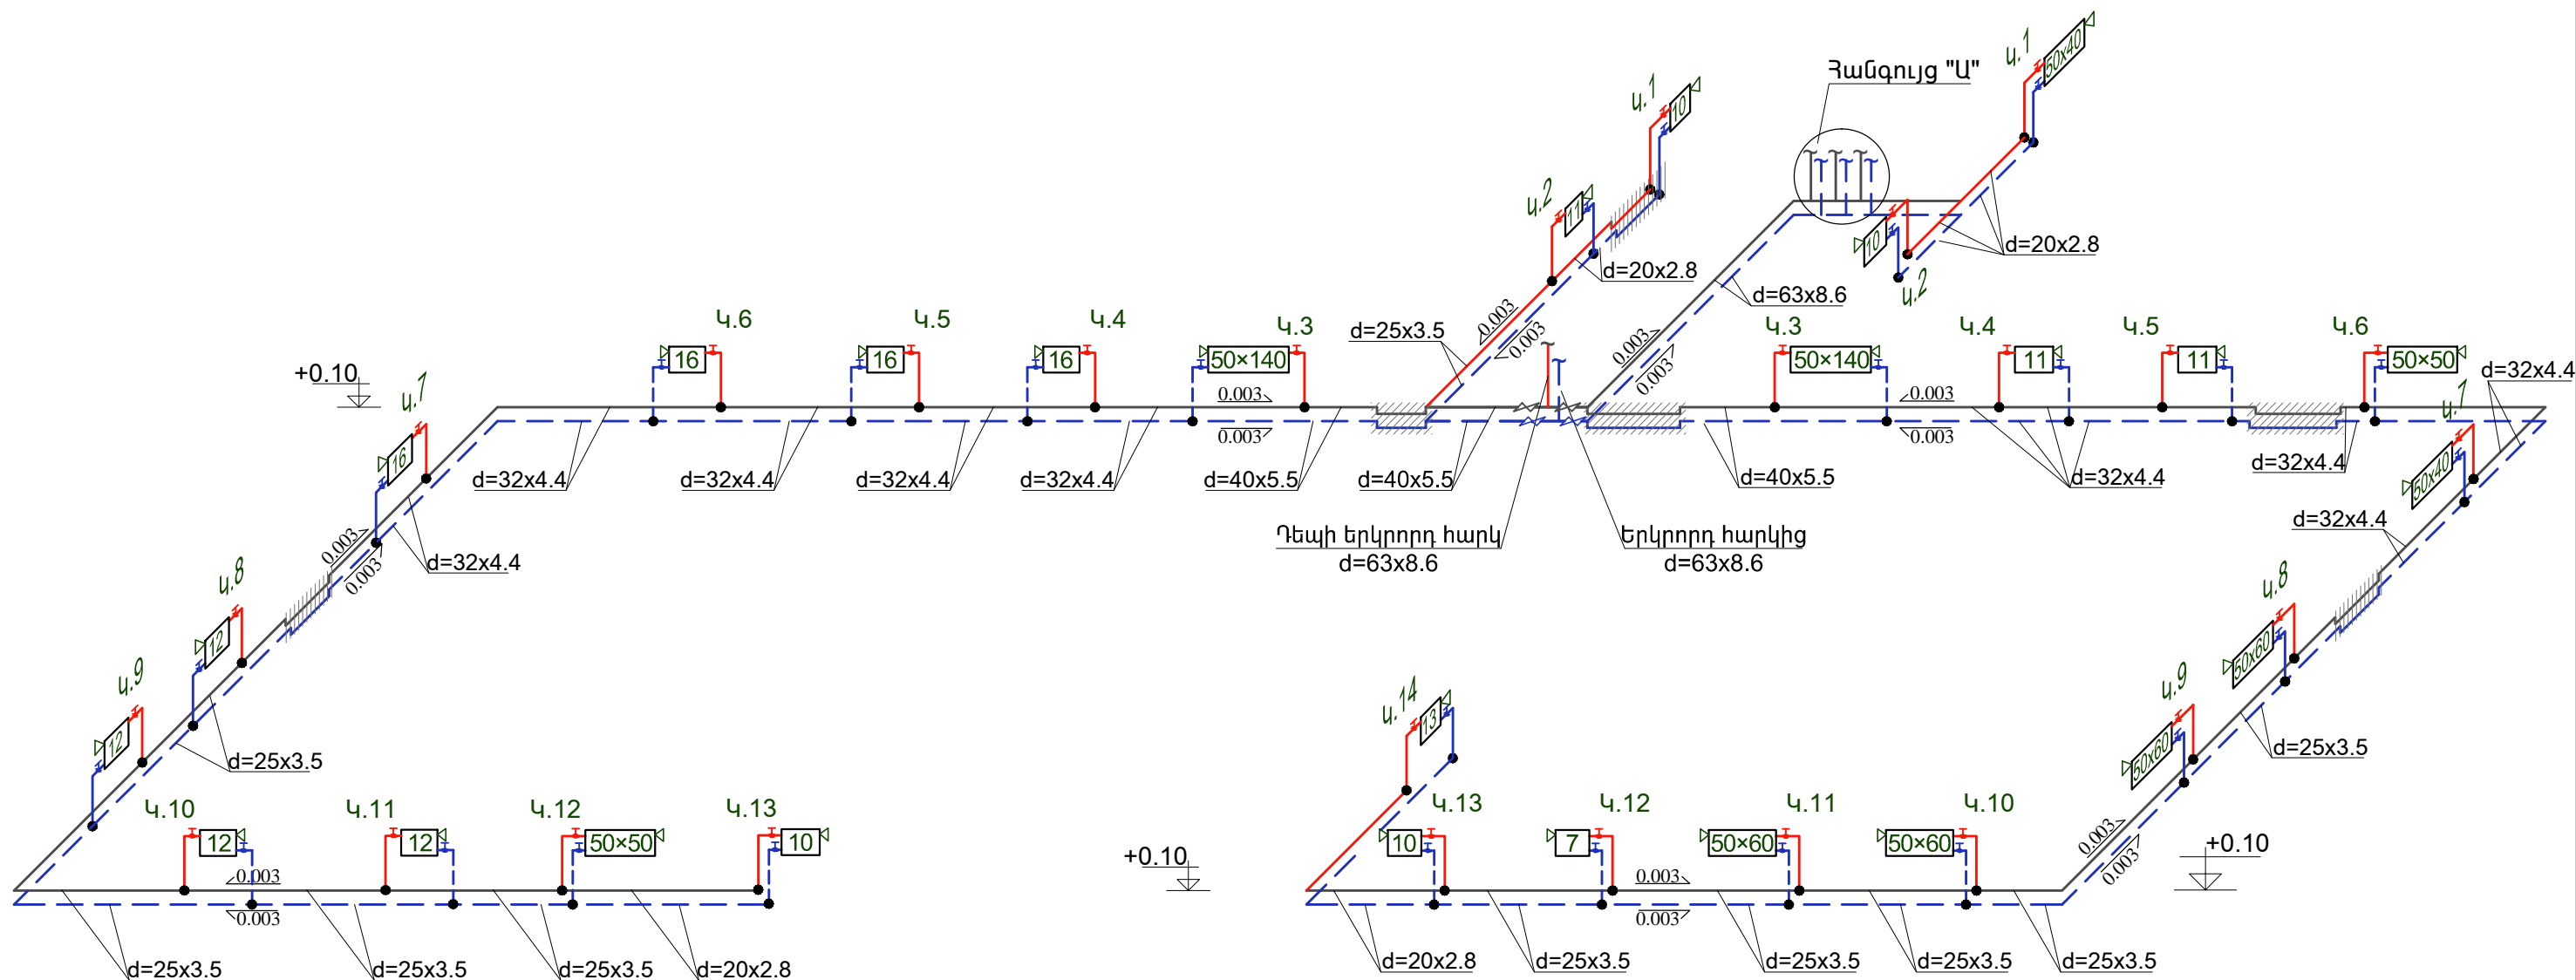 Հանգույց "Ա"
կ.1
50x40
կ.1
10
կ.2
11
d=20x2.8
10
կ.2
d=20x2.8
d=63x8.6
0.003
0.003
d=25x3.5
0.003
0.003
կ.6
կ.5
կ.4
կ.3
կ.3
կ.4
կ.5
կ.6
16
16
16
50×140
50×140
11
11
50×50
+0.10
0.003
0.003
0.003
0.003
d=32x4.4
կ.7
16
կ.7
50x40
d=32x4.4
d=32x4.4
d=32x4.4
d=32x4.4
d=40x5.5
d=40x5.5
d=40x5.5
d=32x4.4
d=32x4.4
d=32x4.4
0.003
0.003
d=32x4.4
Դեպի երկրորդ հարկ
d=63x8.6
Երկրորդ հարկից
d=63x8.6
կ.8
12
կ.8
50x60
կ.9
12
d=25x3.5
կ.9
50x60
d=25x3.5
կ.14
13
կ.10
կ.11
կ.12
կ.13
12
12
50×50
10
0.003
0.003
d=25x3.5
d=25x3.5
d=25x3.5
d=20x2.8
+0.10
կ.13
կ.12
կ.11
կ.10
10
7
50×60
50×60
0.003
0.003
0.003
0.003
+0.10
d=20x2.8
d=25x3.5
d=25x3.5
d=25x3.5
d=25x3.5